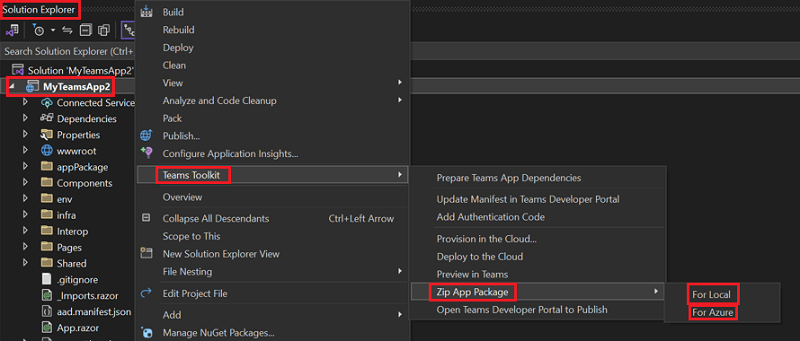 Solution Explorer
Search Solution Explorer (Ctrl+
Solution 'MyTeamsApp2'
MyTeamsApp2
Connected Service
Dependencies
Properties
wwwroot
appPackage
Components
env
infra
Interop
Pages
Shared
.gitignore
_Imports.razor
aad.manifest.json
App.razor
Build
Rebuild
Deploy
Clean
View
Analyze and Code Cleanup
Pack
Publish...
Configure Application Insights...
Teams Toolkit
Overview
Collapse All Descendants Ctrl+Left Arrow
Scope to This
New Solution Explorer View
File Nesting
Edit Project File
Add
Manage NuGet Packages...
Prepare Teams App Dependencies
Update Manifest in Teams Developer Portal
Add Authentication Code
Provision in the Cloud...
Deploy to the Cloud
Preview in Teams
Zip App Package
Open Teams Developer Portal to Publish
For Local
For Azure